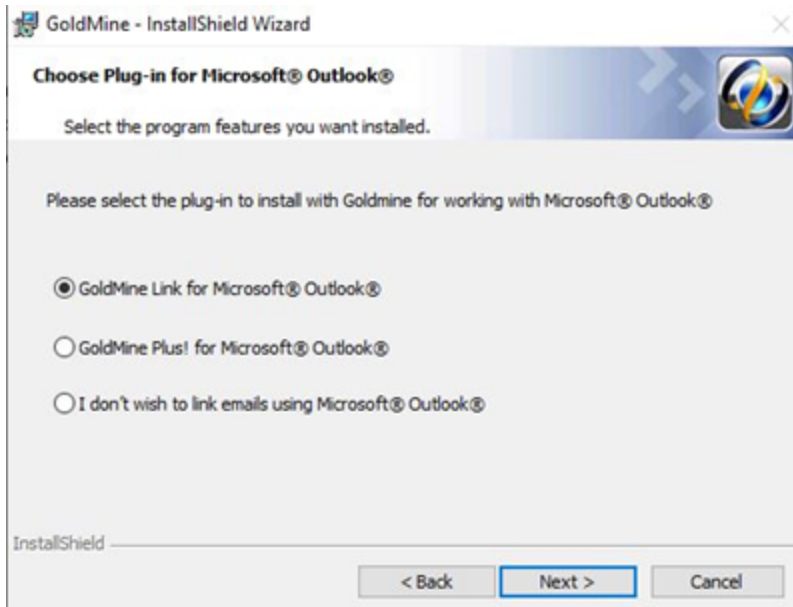 GoldMine - InstallShield Wizard
Choose Plug-in for Microsoft® Outlook®
Select the program features you want installed.
Please select the plug-in to install with Goldmine for working with Microsoft® Outlook®
GoldMine Link for Microsoft® Outlook®
GoldMine Plus! for Microsoft® Outlook®
I don't wish to link emails using Microsoft® Outlook®
InstallShield
< Back Next > Cancel